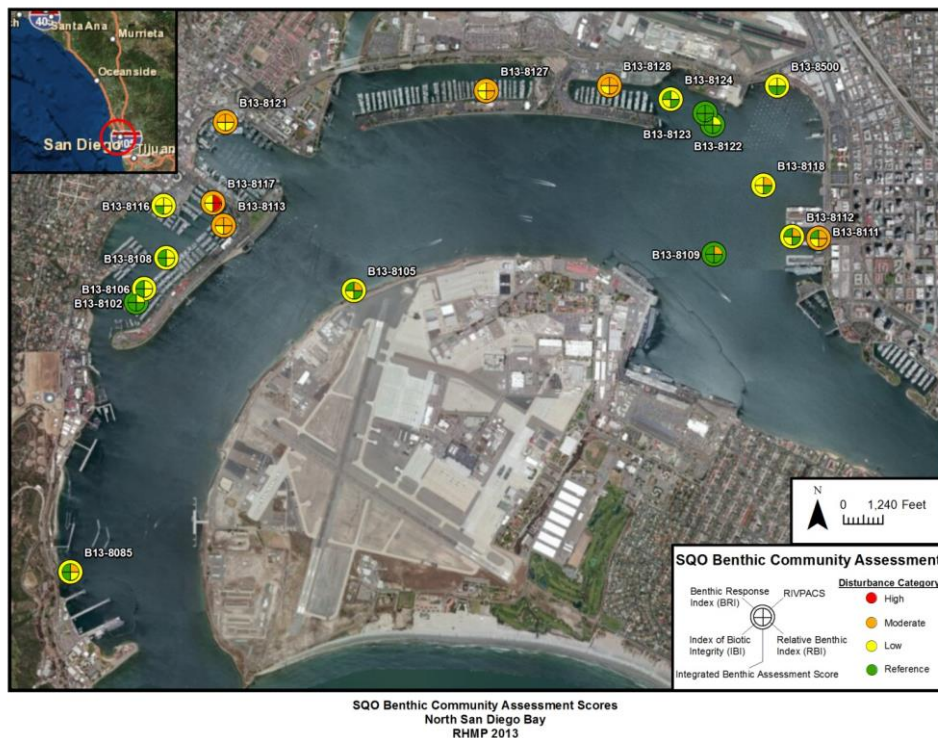 Santa Ana
Murrieta
Oceanside
San Diego
Tijuan
B13-8127
B13-8128
B13-8124
B13-8500
B13-8121
B13-8123
B13-8122
B13-8118
B13-8117
B13-8116
B13-8113
B13-8112
B13-8111
B13-8109
B13-8108
B13-8105
B13-8106
B13-8102
B13-8085
N
0 1,240 Feet
SQO Benthic Community Assessment
Disturbance Category
Benthic Response
Index (BRI)
RIVPACS
High
Moderate
Index of Biotic
Integrity (IBI)
Relative Benthic
Index (RBI)
Low
Integrated Benthic Assessment Score
Reference
SQO Benthic Community Assessment Scores
North San Diego Bay
RHMP 2013